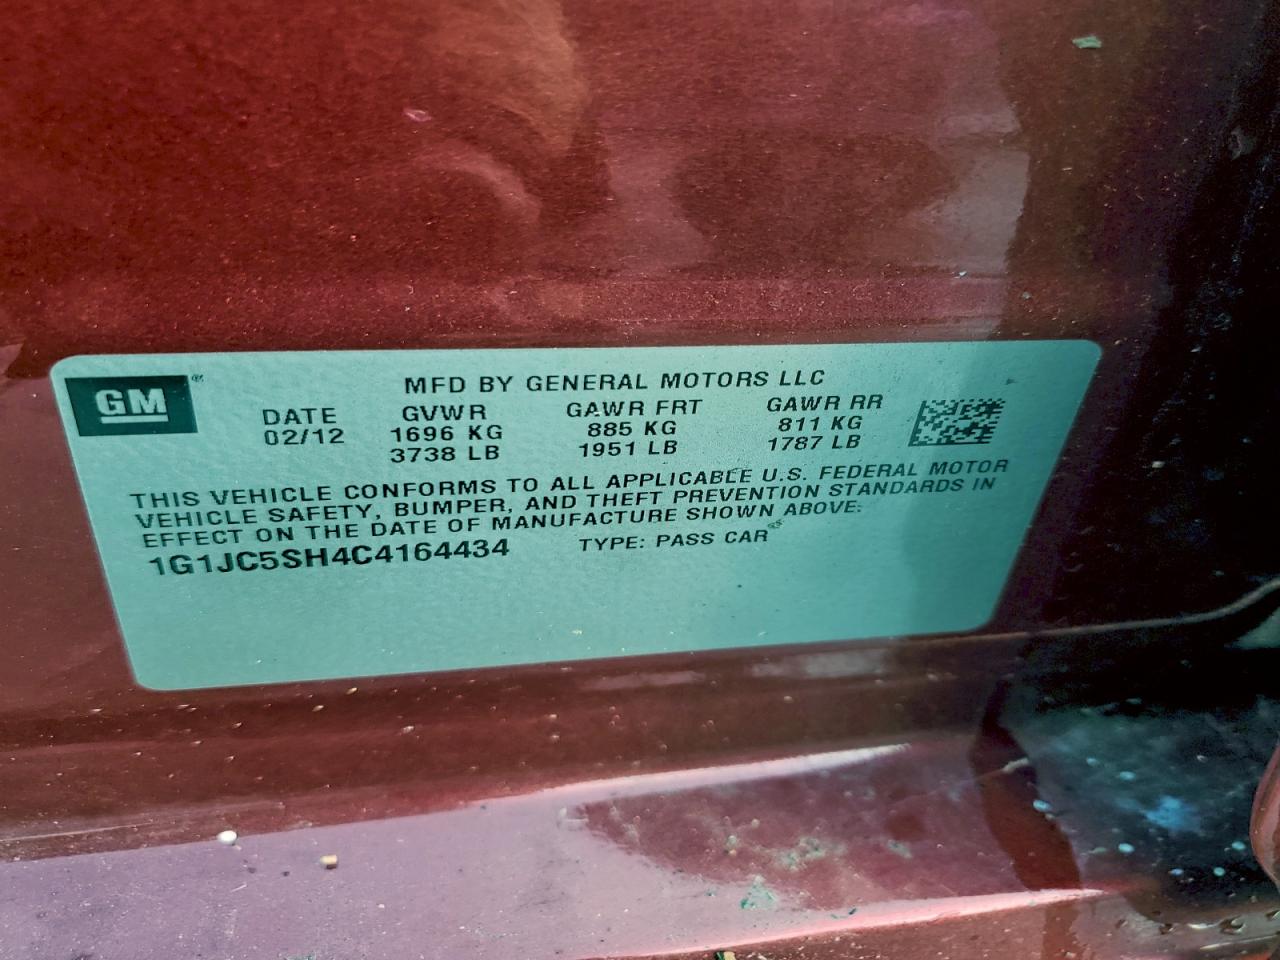 GM ®
MFD BY GENERAL MOTORS LLC
DATE GVWR GAWR FRT GAWR RR
02/12 1696 KG 885 KG 811 KG
3738 LB 1951 LB 1787 LB
THIS VEHICLE CONFORMS TO ALL APPLICABLE U.S. FEDERAL MOTOR
VEHICLE SAFETY, BUMPER, AND THEFT PREVENTION STANDARDS IN
EFFECT ON THE DATE OF MANUFACTURE SHOWN ABOVE.
1G1JC5SH4C4164434 TYPE: PASS CAR